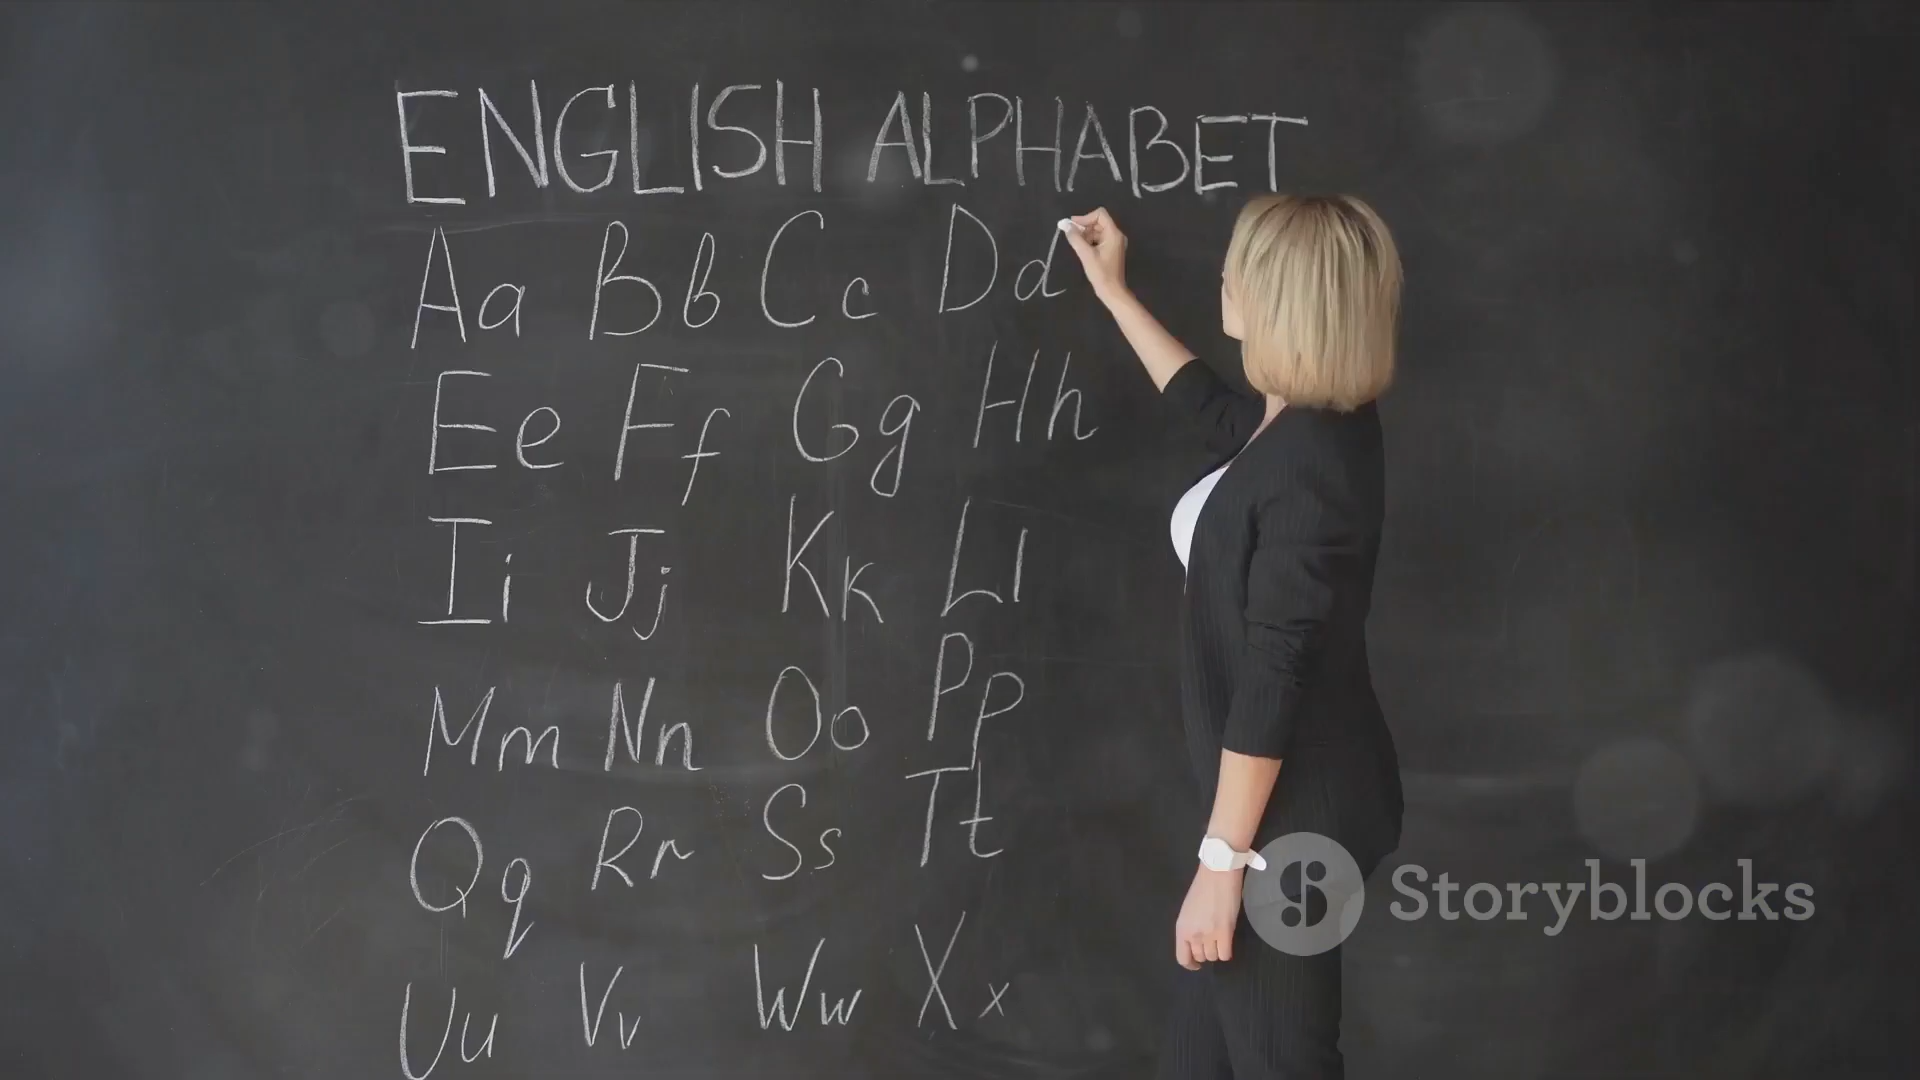 ENGLISH ALPHABET
Aa Bb Cc Dd
Ee Ff Gg Hh
Ii Jj Kk Ll
Mm Nn Oo Pp
Qq Rr Ss Tt
Uu Vv Ww Xx
Storyblocks